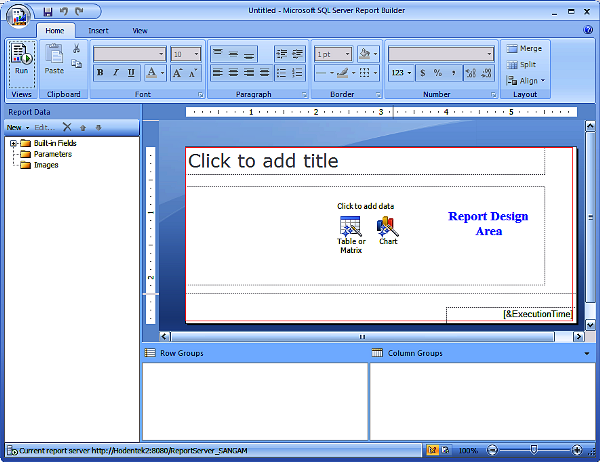 Untitled - Microsoft SQL Server Report Builder
Home Insert View
Run Paste 10 1 pt 123 $ % , Merge
B I U A A A Split
Align
Views Clipboard Font Paragraph Border Number Layout
Report Data
New Edit...
Built-in Fields
Parameters
Images
1 2 3 4 5
1
2
Click to add title
Click to add data
Table or
Matrix
Chart
Report Design
Area
[&ExecutionTime]
Row Groups Column Groups
Current report server http://Hodentek2:8080/ReportServer_SANGAM 100%